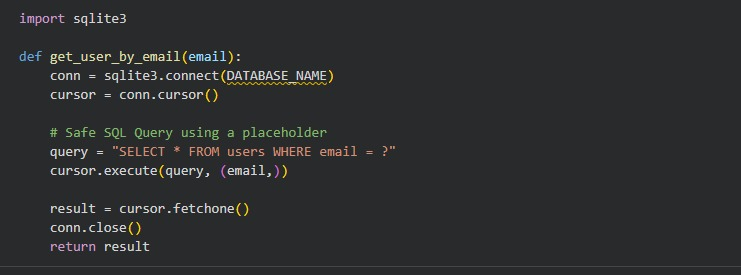 import sqlite3

def get_user_by_email(email):
    conn = sqlite3.connect(DATABASE_NAME)
    cursor = conn.cursor()

    # Safe SQL Query using a placeholder
    query = "SELECT * FROM users WHERE email = ?"
    cursor.execute(query, (email,))

    result = cursor.fetchone()
    conn.close()
    return result